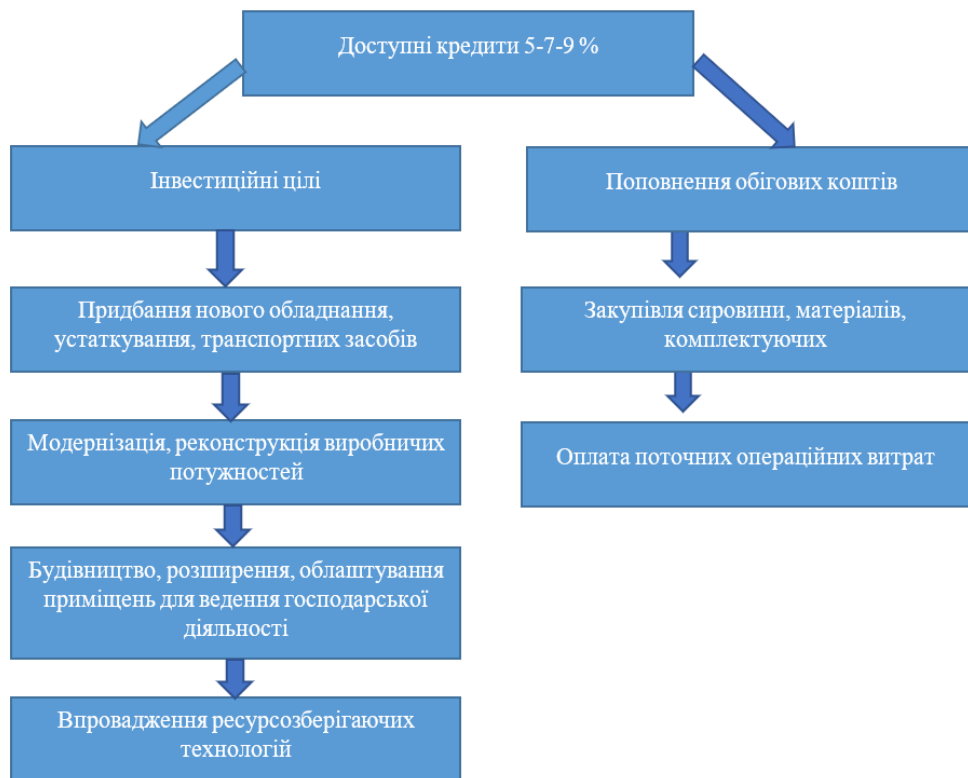 Доступні кредити 5-7-9 %
Інвестиційні цілі
Придбання нового обладнання,
устаткування, транспортних засобів
Модернізація, реконструкція виробничих
потужностей
Будівництво, розширення, облаштування
приміщень для ведення господарської
діяльності
Впровадження ресурсозберігаючих
технологій
Поповнення обігових коштів
Закупівля сировини, матеріалів,
комплектуючих
Оплата поточних операційних витрат